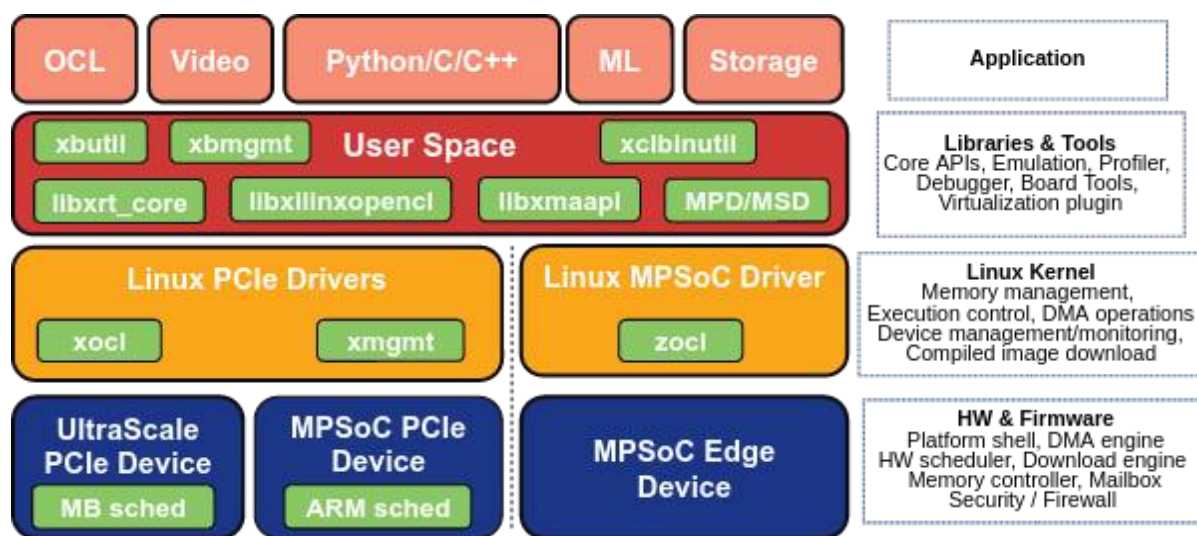 OCL
Video
Python/C/C++
ML
Storage
Application
xbutil
xbmgmt
User Space
xclbinutil
libxrt_core
libxilinxopencl
libxmaapi
MPD/MSD
Libraries & Tools
Core APIs, Emulation, Profiler,
Debugger, Board Tools,
Virtualization plugin
Linux PCIe Drivers
xocl
xmgmt
Linux MPSoC Driver
zocl
Linux Kernel
Memory management,
Execution control, DMA operations
Device management/monitoring,
Compiled image download
UltraScale
PCIe Device
MB sched
MPSoC PCIe
Device
ARM sched
MPSoC Edge
Device
HW & Firmware
Platform shell, DMA engine
HW scheduler, Download engine
Memory controller, Mailbox
Security / Firewall